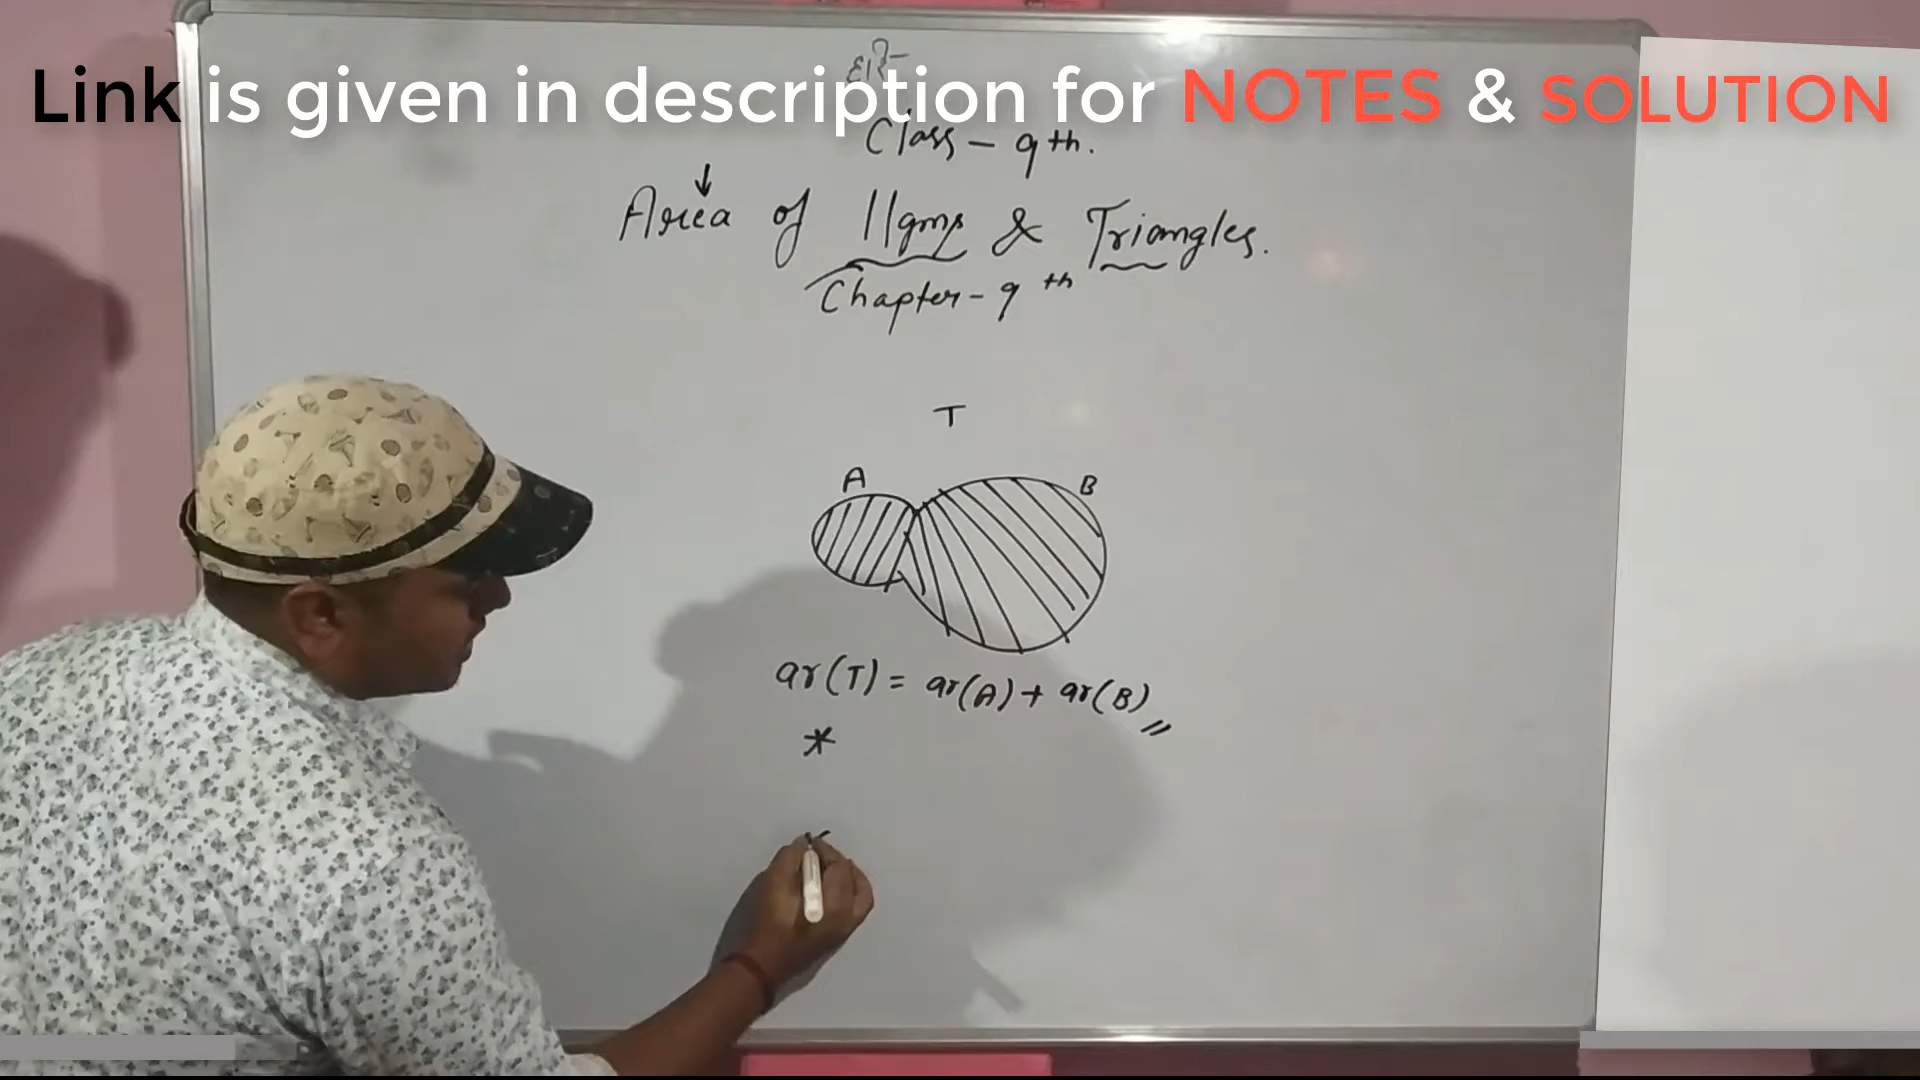 Link is given in description for NOTES & SOLUTION
Class - 9th.
↓
Area of ||gms & Triangles.
Chapter - 9th
T
A B
ar(T) = ar(A) + ar(B)
*